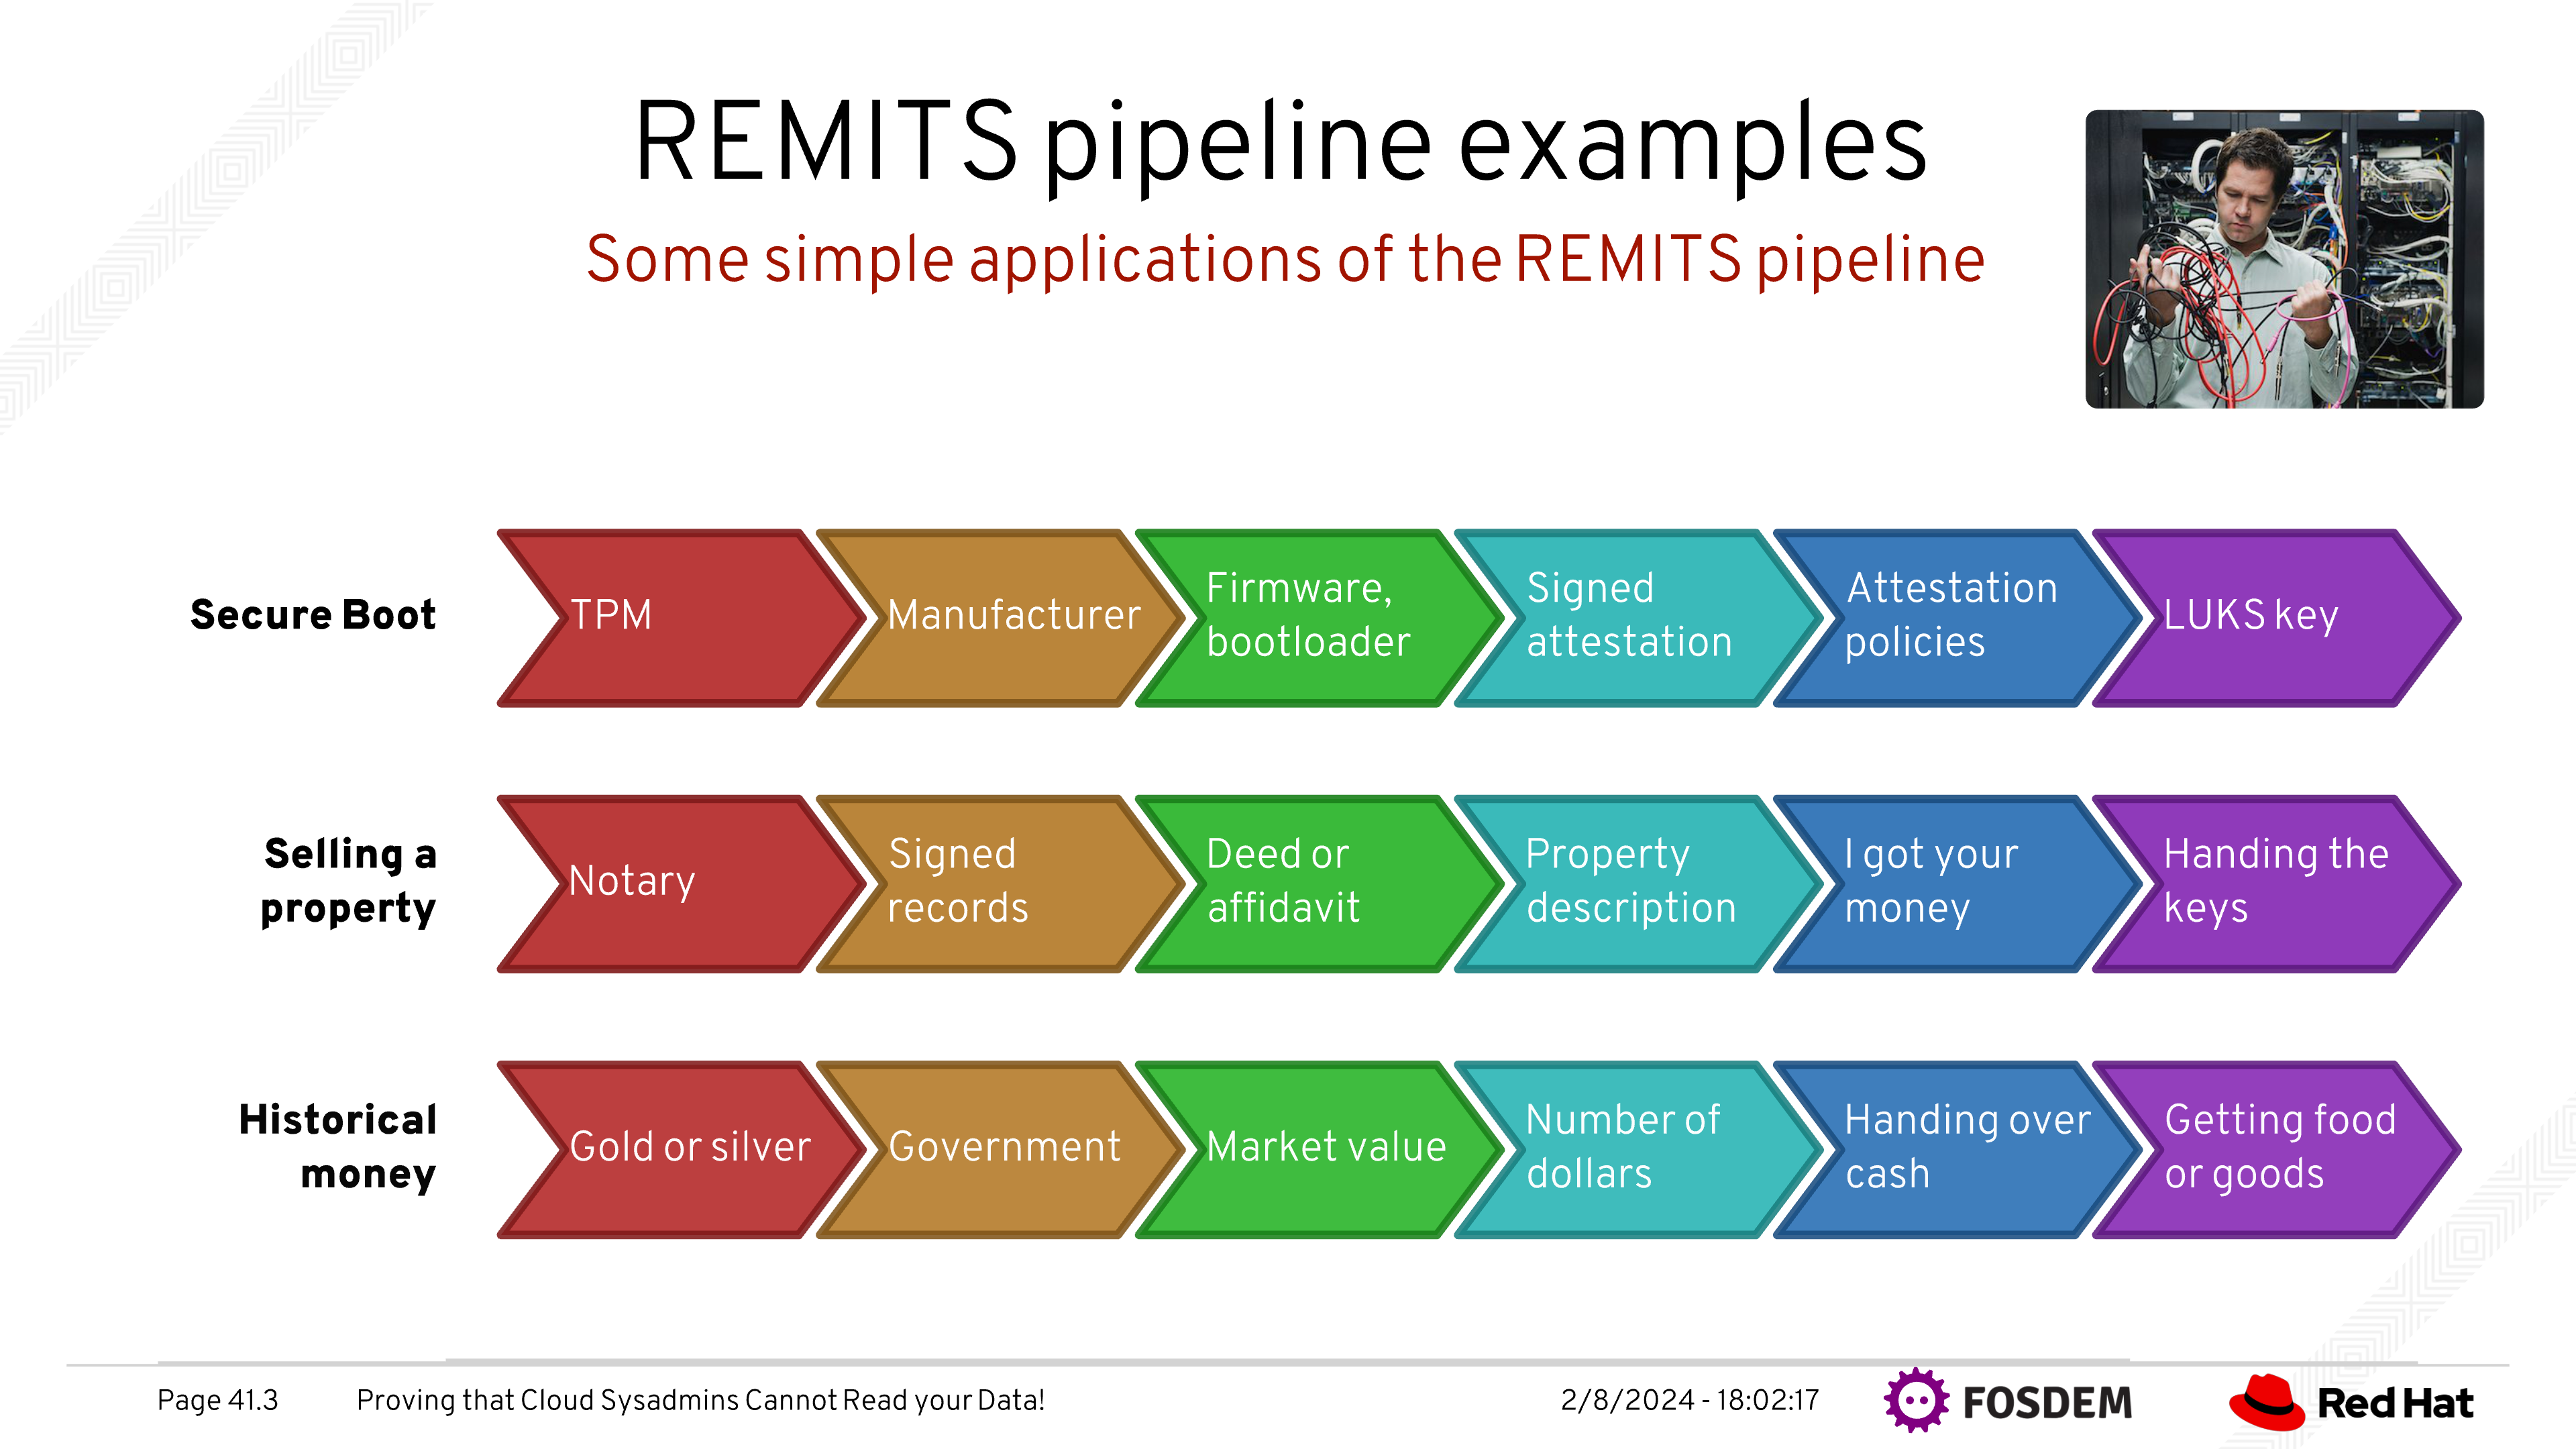 REMITS pipeline examples
Some simple applications of the REMITS pipeline
Secure Boot
TPM
Manufacturer
Firmware,
bootloader
Signed
attestation
Attestation
policies
LUKS key
Selling a
property
Notary
Signed
records
Deed or
affidavit
Property
description
I got your
money
Handing the
keys
Historical
money
Gold or silver
Government
Market value
Number of
dollars
Handing over
cash
Getting food
or goods
Page 41.3
Proving that Cloud Sysadmins Cannot Read your Data!
2/8/2024 - 18:02:17
FOSDEM
Red Hat